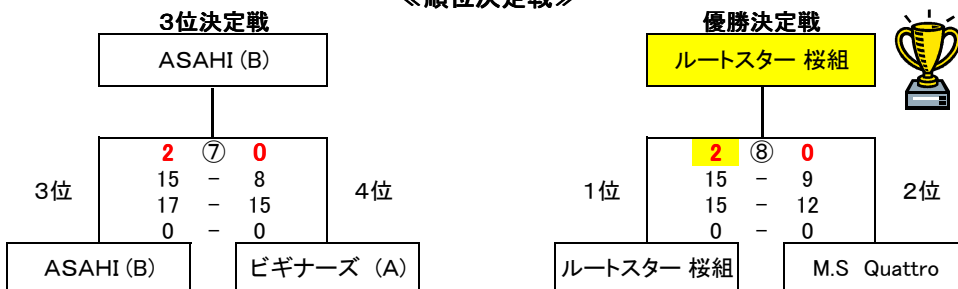 ≪順位決定戦≫
3位決定戦 優勝決定戦
ASAHI (B) ルートスター 桜組
2 ⑦ 0 2 ⑧ 0
15 - 8 15 - 9
3位 4位 1位 2位
17 - 15 15 - 12
0 - 0 0 - 0
ASAHI (B) ビギナーズ (A) ルートスター 桜組 M.S Quattro